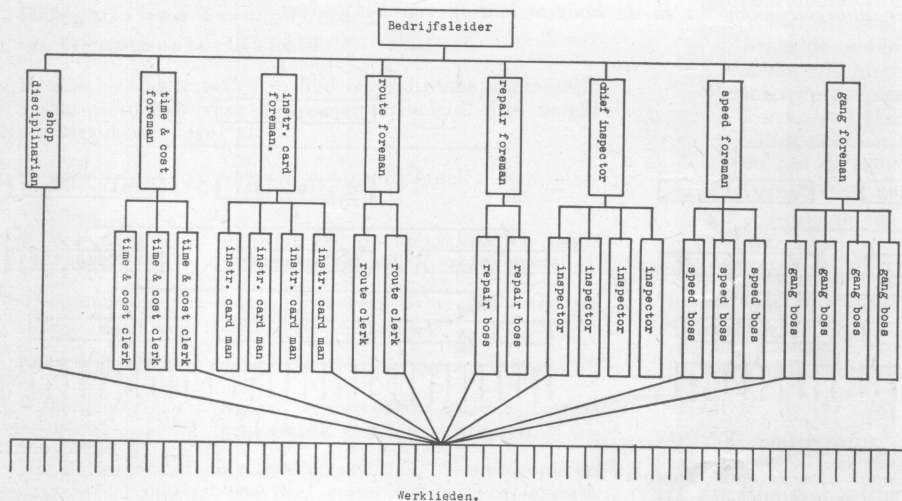 Bedrijfsleider
shop
disciplinarian
time & cost
foreman
instr. card
foreman.
route foreman
repair foreman
chief inspector
speed foreman
gang foreman
time & cost clerk
time & cost clerk
time & cost clerk
instr. card man
instr. card man
instr. card man
instr. card man
route clerk
route clerk
repair boss
repair boss
inspector
inspector
inspector
inspector
speed boss
speed boss
speed boss
gang boss
gang boss
gang boss
gang boss
Werklieden.